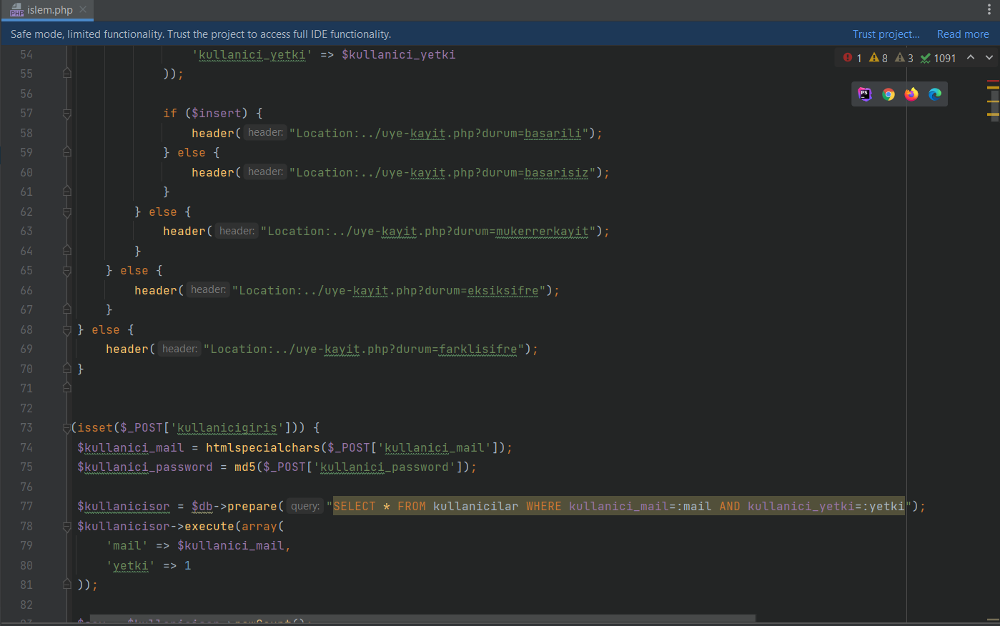 islem.php
Safe mode, limited functionality. Trust the project to access full IDE functionality. Trust project... Read more
1 8 3 1091
54 'kullanici_yetki' => $kullanici_yetki
55 ));
56
57 if ($insert) {
58 header( header: "Location:../uye-kayit.php?durum=basarili");
59 } else {
60 header( header: "Location:../uye-kayit.php?durum=basarisiz");
61 }
62 } else {
63 header( header: "Location:../uye-kayit.php?durum=mukerrerkayit");
64 }
65 } else {
66 header( header: "Location:../uye-kayit.php?durum=eksiksifre");
67 }
68 } else {
69 header( header: "Location:../uye-kayit.php?durum=farklisifre");
70 }
71
72
73 (isset($_POST['kullanicigiris'])) {
74 $kullanici_mail = htmlspecialchars($_POST['kullanici_mail']);
75 $kullanici_password = md5($_POST['kullanici_password']);
76
77 $kullanicisor = $db->prepare( query: "SELECT * FROM kullanicilar WHERE kullanici_mail=:mail AND kullanici_yetki=:yetki");
78 $kullanicisor->execute(array(
79 'mail' => $kullanici_mail,
80 'yetki' => 1
81 ));
82